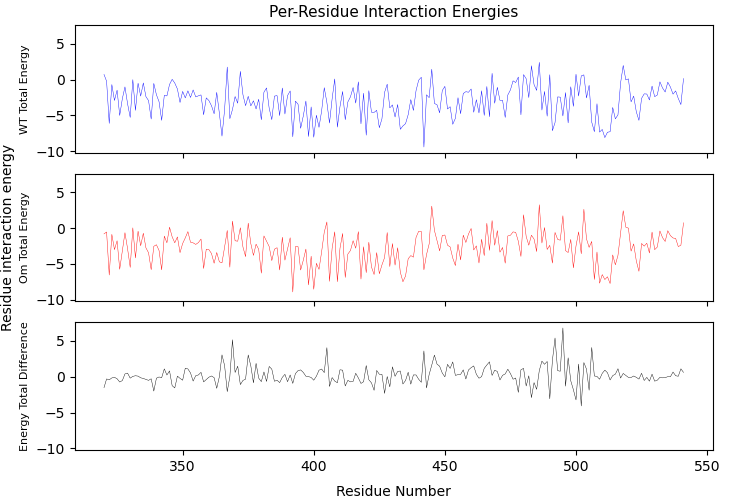 Per-Residue Interaction Energies
Residue interaction energy
WT Total Energy
5
0
−5
−10
Om Total Energy
5
0
−5
−10
Energy Total Difference
5
0
−5
−10
350
400
450
500
550
Residue Number